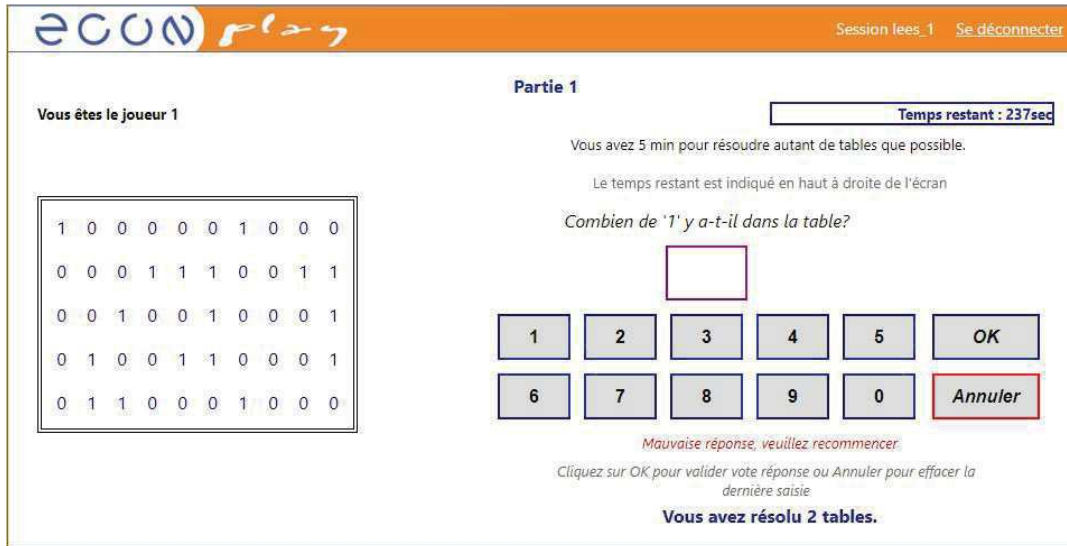 econ play
Session lees_1 Se déconnecter
Partie 1
Vous êtes le joueur 1
Temps restant : 237sec
Vous avez 5 min pour résoudre autant de tables que possible.
Le temps restant est indiqué en haut à droite de l'écran
Combien de '1' y a-t-il dans la table?
1 0 0 0 0 0 1 0 0 0
0 0 0 1 1 1 0 0 1 1
0 0 1 0 0 1 0 0 0 1
0 1 0 0 1 1 0 0 0 1
0 1 1 0 0 0 1 0 0 0
1 2 3 4 5 OK
6 7 8 9 0 Annuler
Mauvaise réponse, veuillez recommencer
Cliquez sur OK pour valider vote réponse ou Annuler pour effacer la
dernière saisie
Vous avez résolu 2 tables.